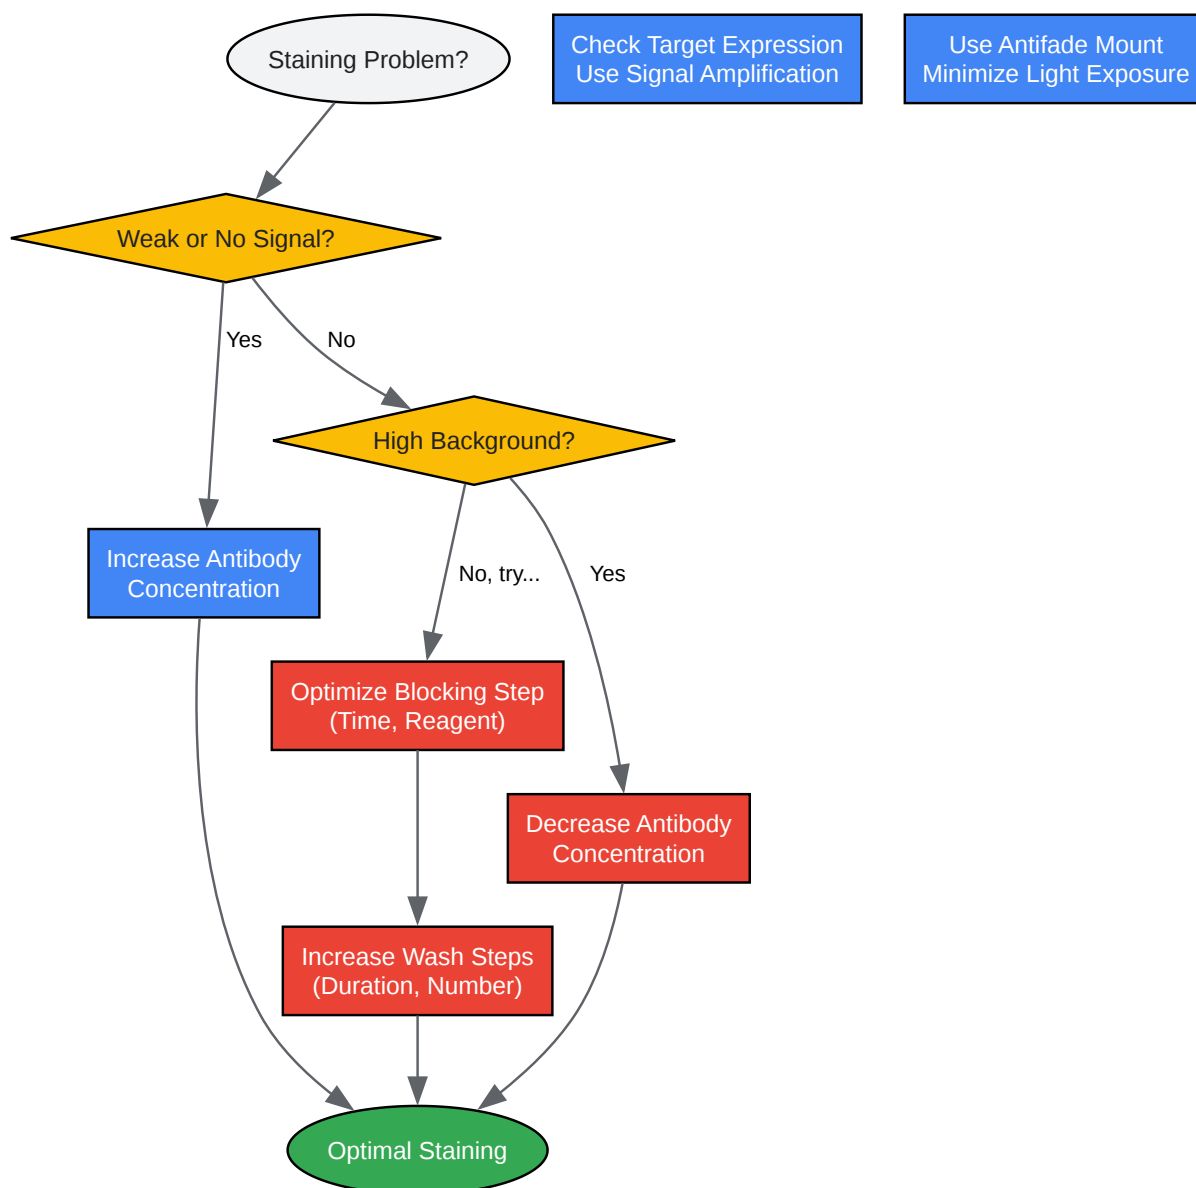 Staining Problem?
Check Target Expression
Use Signal Amplification
Use Antifade Mount
Minimize Light Exposure
Weak or No Signal?
Yes
No
High Background?
Increase Antibody
Concentration
No, try...
Yes
Optimize Blocking Step
(Time, Reagent)
Decrease Antibody
Concentration
Increase Wash Steps
(Duration, Number)
Optimal Staining